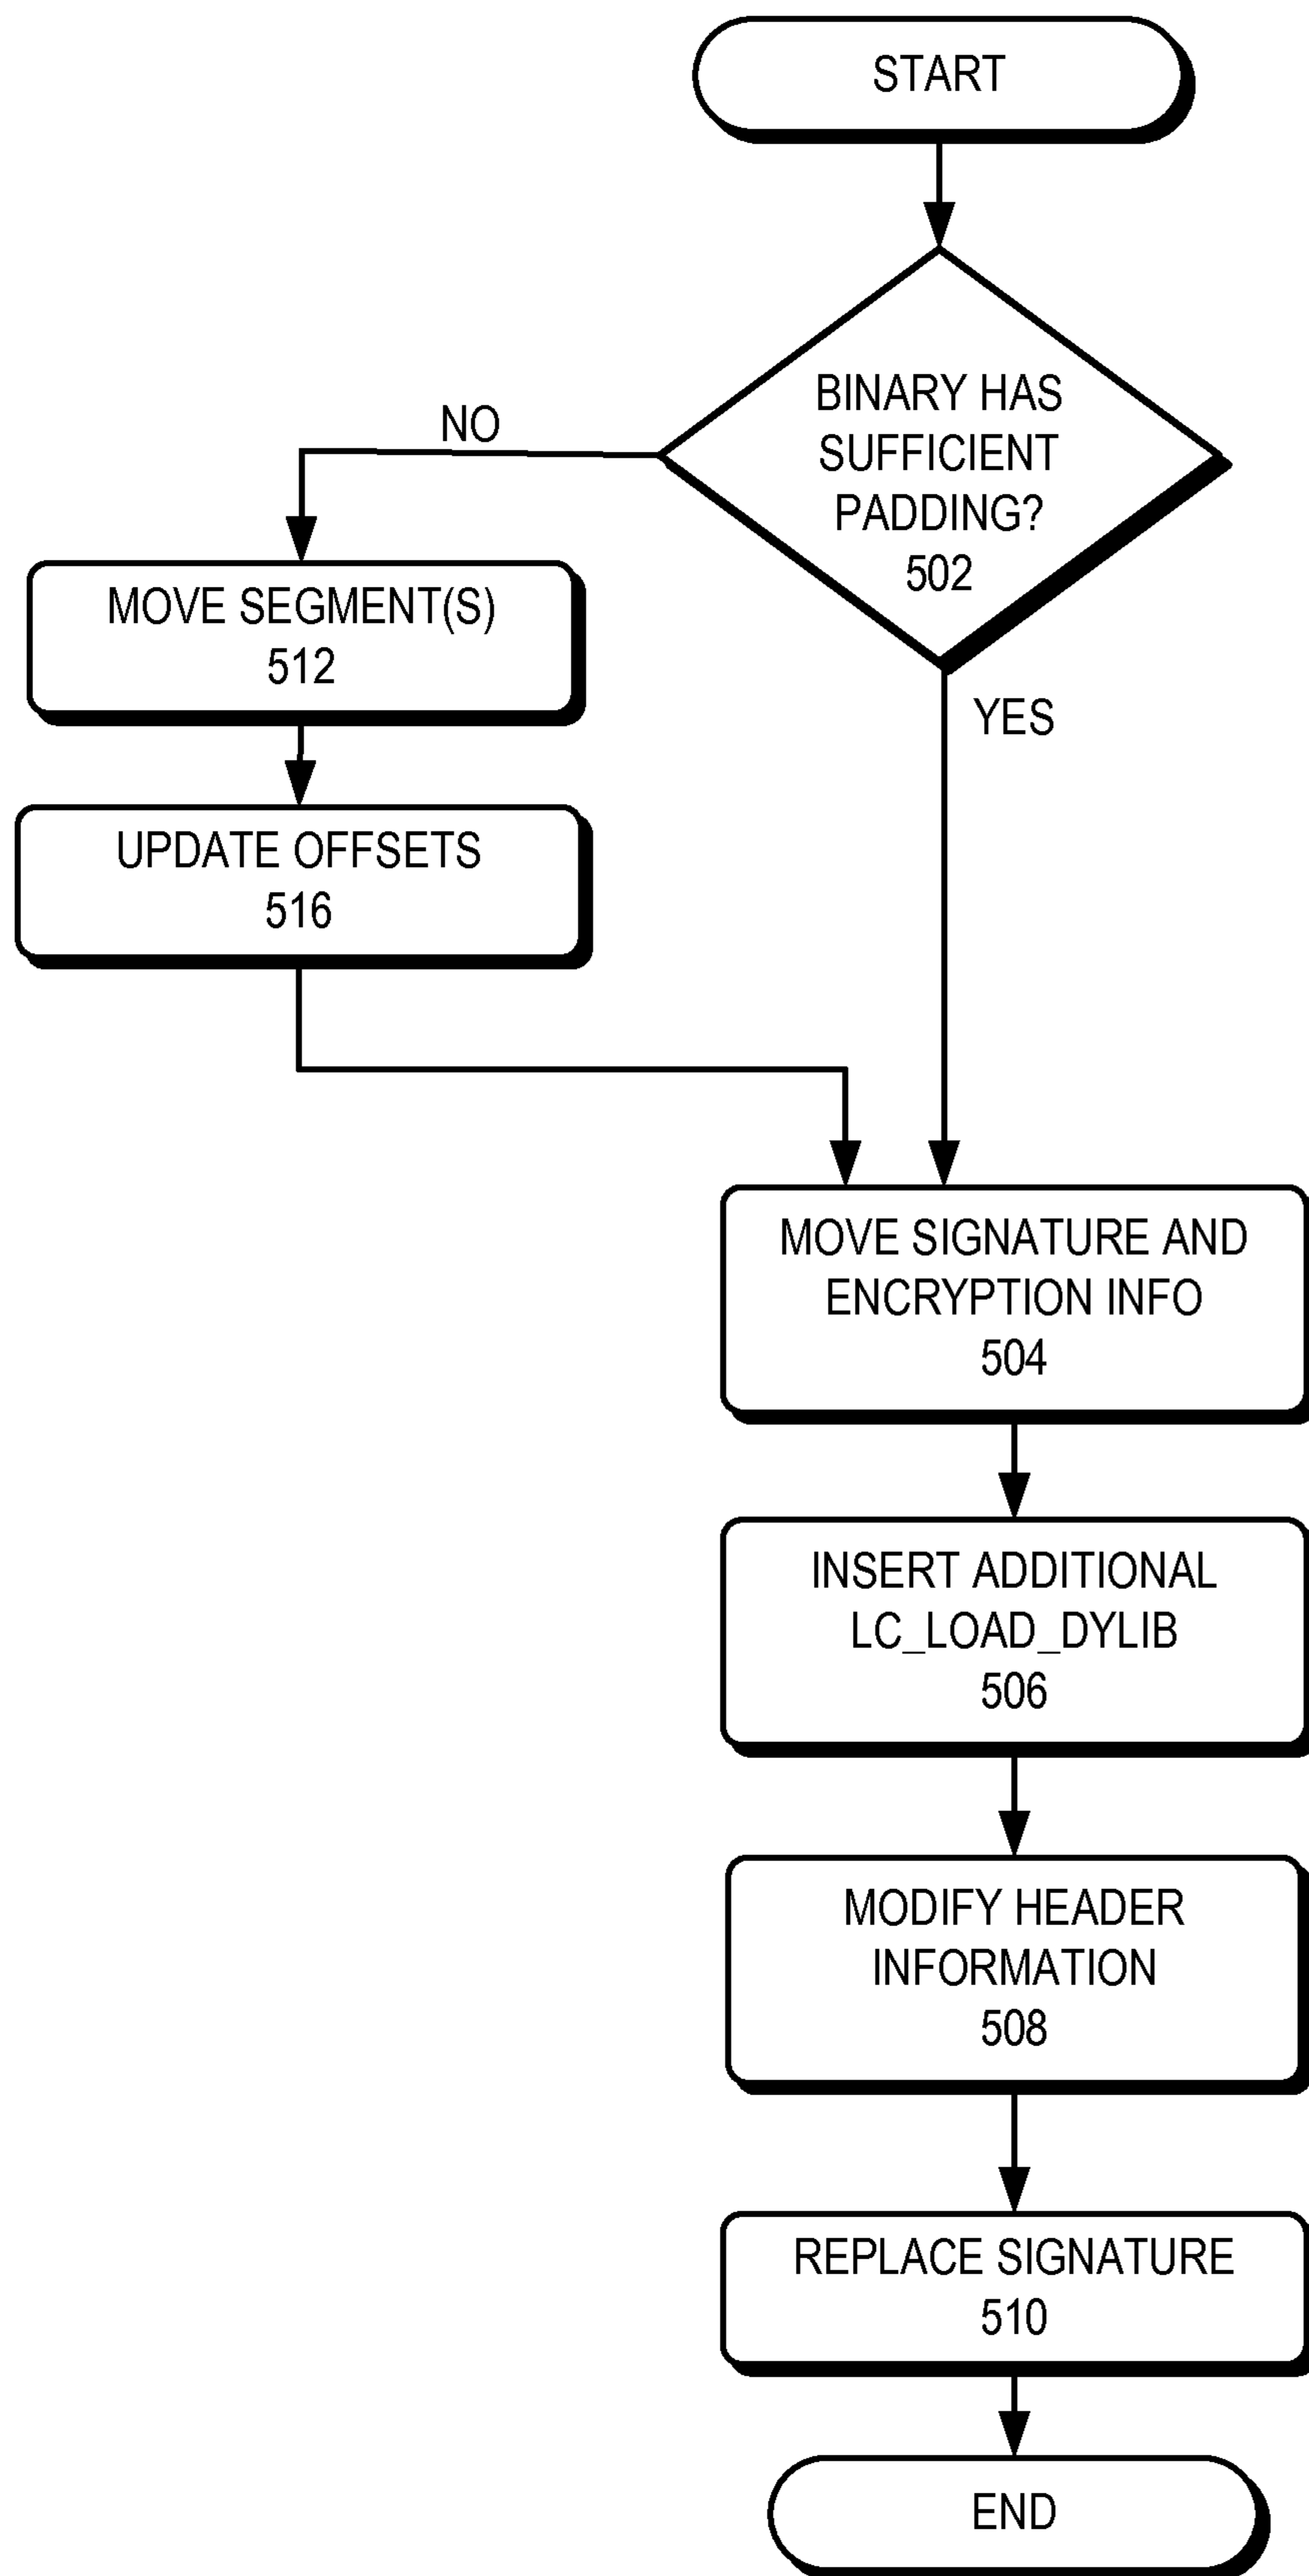 START
BINARY HAS
SUFFICIENT
PADDING?
502
NO
YES
MOVE SEGMENT(S)
512
UPDATE OFFSETS
516
MOVE SIGNATURE AND
ENCRYPTION INFO
504
INSERT ADDITIONAL
LC_LOAD_DYLIB
506
MODIFY HEADER
INFORMATION
508
REPLACE SIGNATURE
510
END